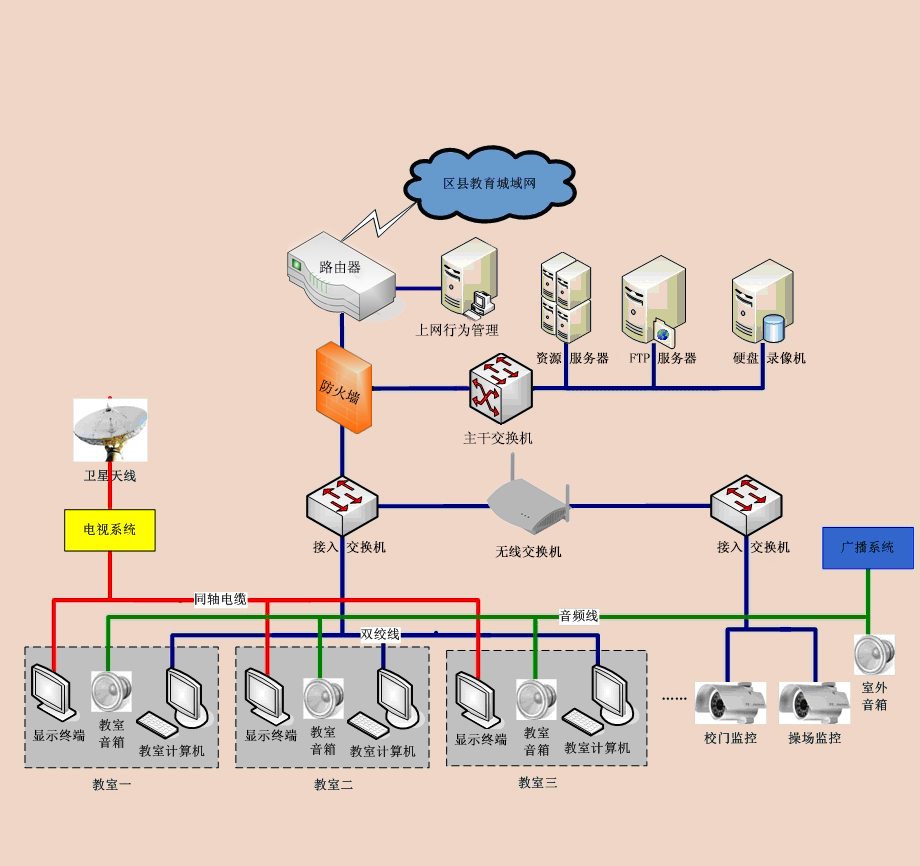 区县教育城域网
路由器
上网行为管理
资源 服务器
FTP 服务器
硬盘 录像机
防火墙
主干交换机
卫星天线
电视系统
接入 交换机
无线交换机
接入 交换机
广播系统
同轴电缆
音频线
双绞线
显示终端
教室
音箱
教室计算机
教室一
显示终端
教室
音箱
教室计算机
教室二
显示终端
教室
音箱
教室计算机
教室三
......
校门监控
操场监控
室外
音箱